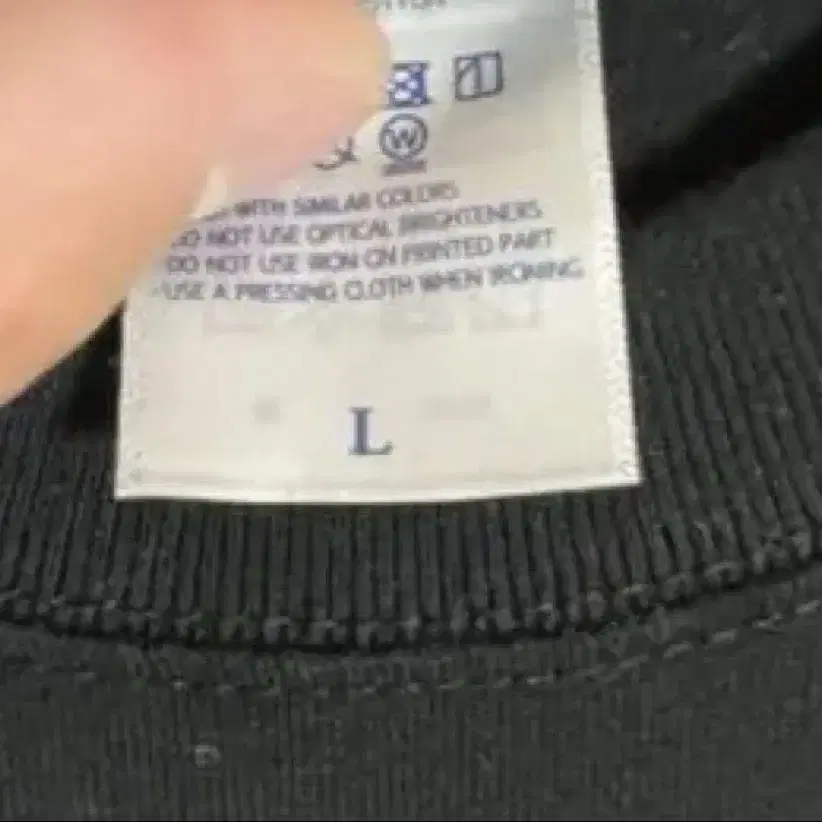 W
WITH SIMILAR COLORS
DO NOT USE OPTICAL BRIGHTENERS
DO NOT USE IRON ON PRINTED PART
- USE A PRESSING CLOTH WHEN IRONING
L